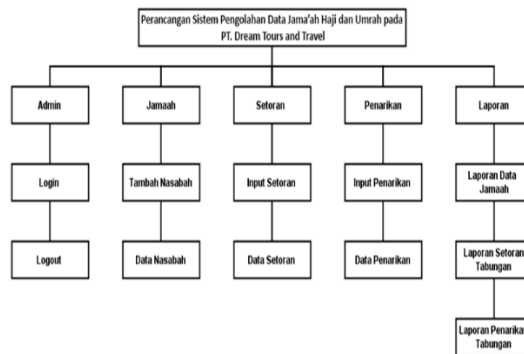 Perancangan Sistem Pengolahan Data Jama'ah Haji dan Umrah pada
PT. Dream Tours and Travel
Admin
Jamaah
Setoran
Penarikan
Laporan
Login
Tambah Nasabah
Input Setoran
Input Penarikan
Laporan Data
Jamaah
Logout
Data Nasabah
Data Setoran
Data Penarikan
Laporan Setoran
Tabungan
Laporan Penarikan
Tabungan